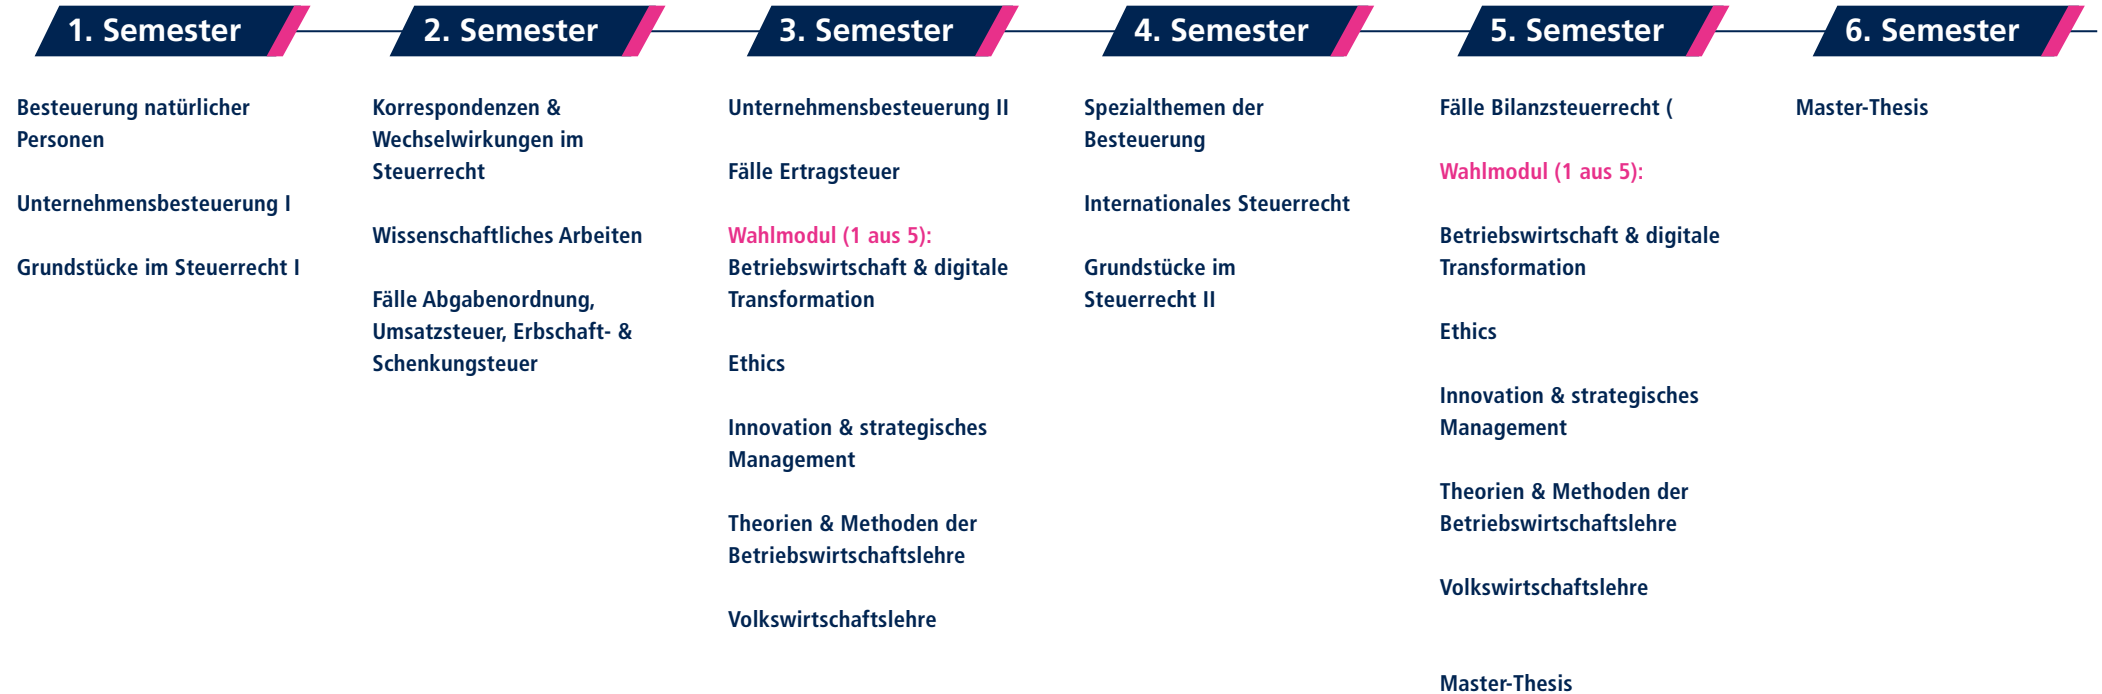 1. Semester
Besteuerung natürlicher
Personen
Unternehmensbesteuerung I
Grundstücke im Steuerrecht I
2. Semester
Korrespondenzen &
Wechselwirkungen im
Steuerrecht
Wissenschaftliches Arbeiten
Fälle Abgabenordnung,
Umsatzsteuer, Erbschaft- &
Schenkungsteuer
3. Semester
Unternehmensbesteuerung II
Fälle Ertragsteuer
Wahlmodul (1 aus 5):
Betriebswirtschaft & digitale
Transformation
Ethics
Innovation & strategisches
Management
Theorien & Methoden der
Betriebswirtschaftslehre
Volkswirtschaftslehre
4. Semester
Spezialthemen der
Besteuerung
Internationales Steuerrecht
Grundstücke im
Steuerrecht II
5. Semester
Fälle Bilanzsteuerrecht (
Wahlmodul (1 aus 5):
Betriebswirtschaft & digitale
Transformation
Ethics
Innovation & strategisches
Management
Theorien & Methoden der
Betriebswirtschaftslehre
Volkswirtschaftslehre
Master-Thesis
6. Semester
Master-Thesis